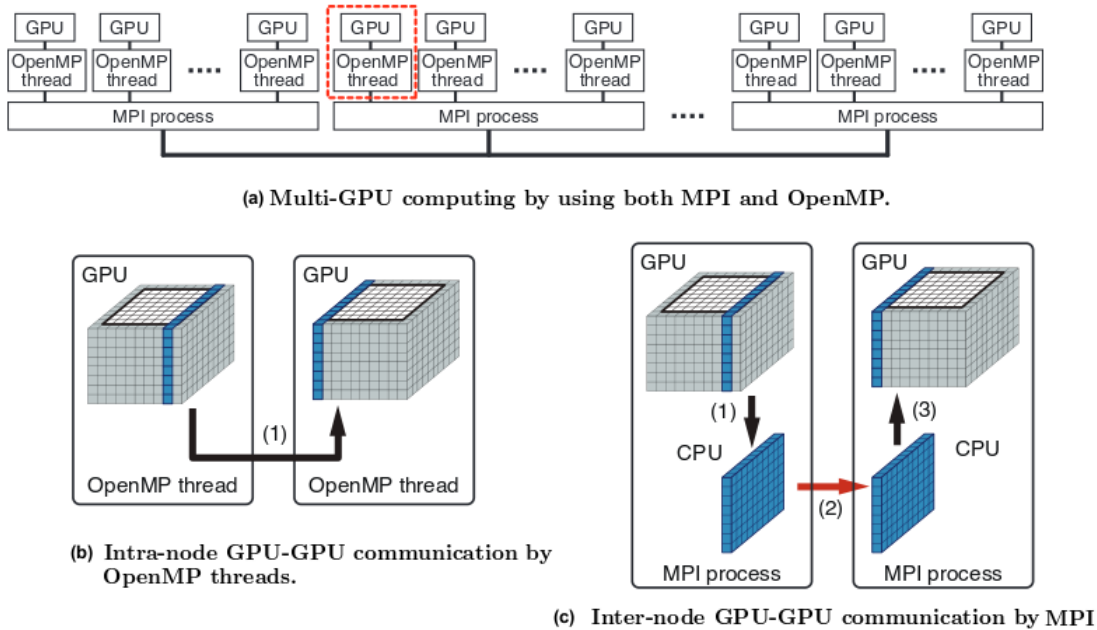 GPU GPU GPU GPU GPU GPU GPU GPU GPU
OpenMP thread OpenMP thread .... OpenMP thread OpenMP thread OpenMP thread .... OpenMP thread OpenMP thread OpenMP thread .... OpenMP thread
MPI process MPI process .... MPI process
(a) Multi-GPU computing by using both MPI and OpenMP.
GPU GPU
(1)
OpenMP thread OpenMP thread
(b) Intra-node GPU-GPU communication by
OpenMP threads.
GPU GPU
(1) (3)
CPU CPU
(2)
MPI process MPI process
(c) Inter-node GPU-GPU communication by MPI